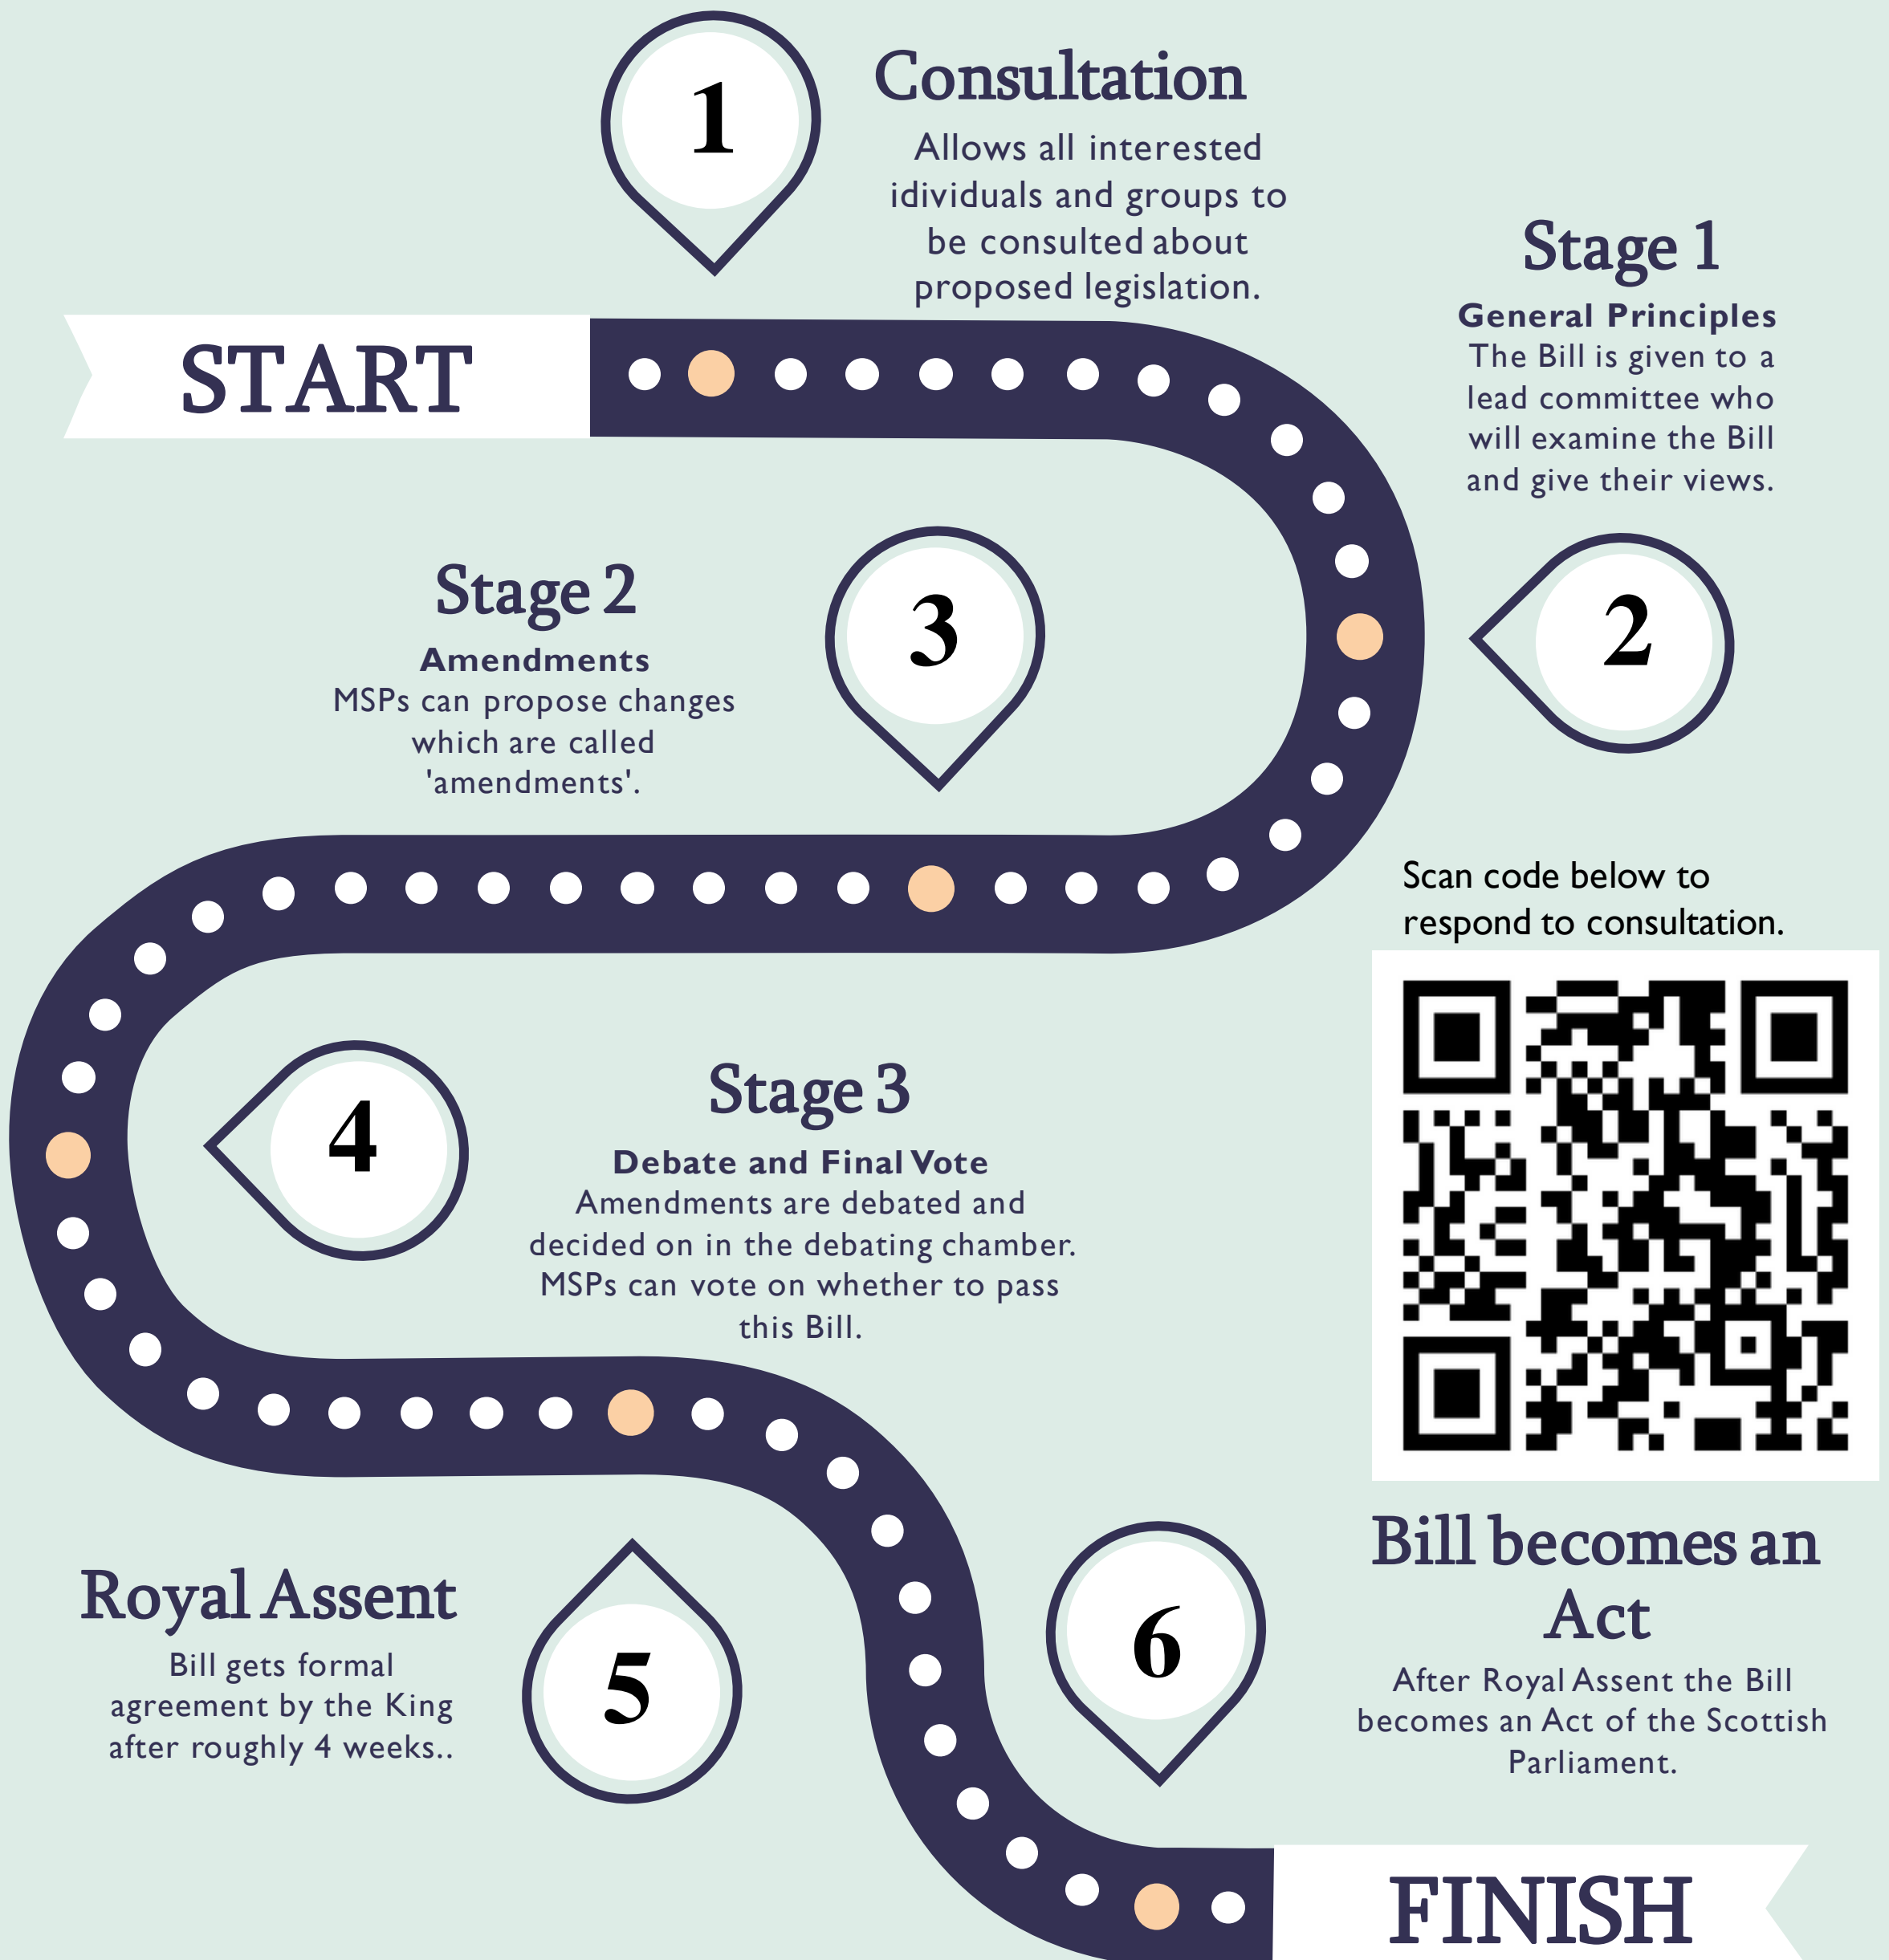 1
Consultation
Allows all interested
idividuals and groups to
be consulted about
proposed legislation.
START
Stage 1
General Principles
The Bill is given to a
lead committee who
will examine the Bill
and give their views.
2
Stage 2
Amendments
MSPs can propose changes
which are called
'amendments'.
3
Scan code below to
respond to consultation.
4
Stage 3
Debate and Final Vote
Amendments are debated and
decided on in the debating chamber.
MSPs can vote on whether to pass
this Bill.
Royal Assent
Bill gets formal
agreement by the King
after roughly 4 weeks..
5
6
Bill becomes an
Act
After Royal Assent the Bill
becomes an Act of the Scottish
Parliament.
FINISH